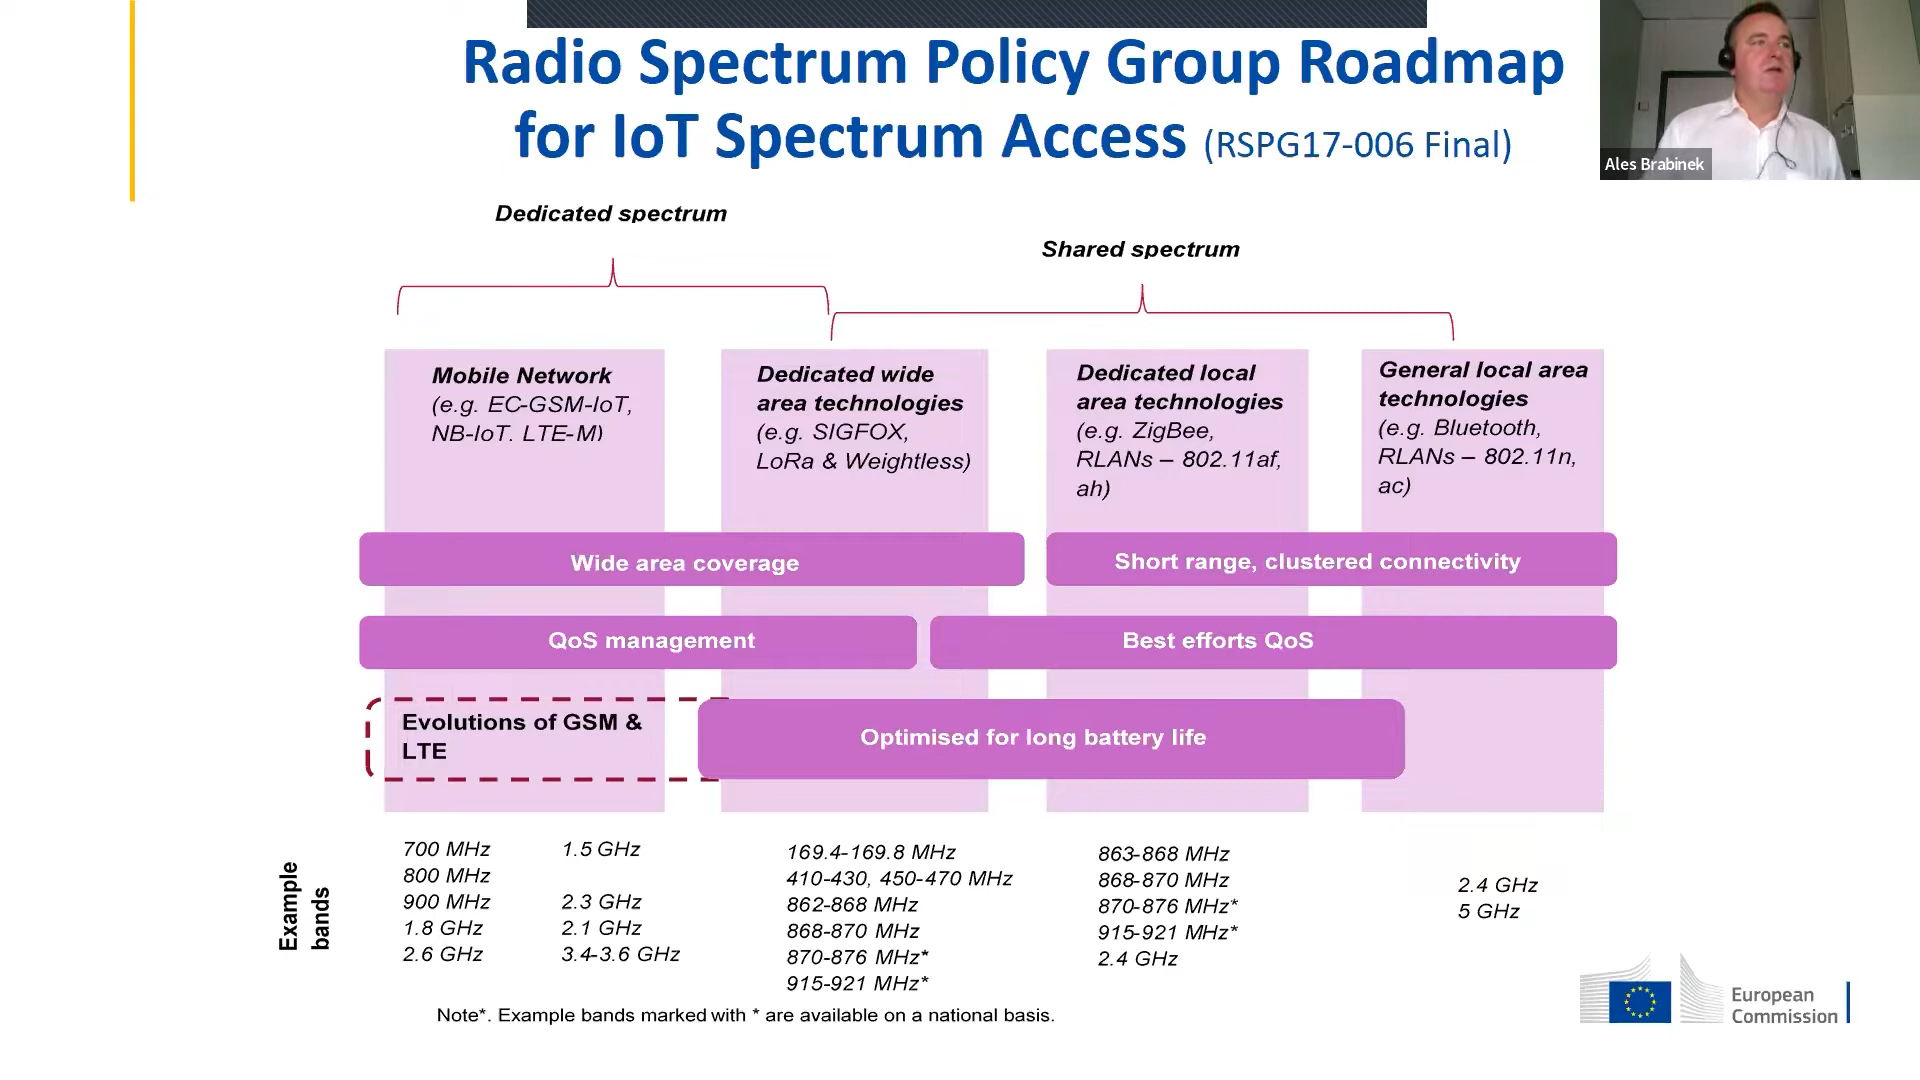 Radio Spectrum Policy Group Roadmap
for IoT Spectrum Access (RSPG17-006 Final)
Ales Brabinek
Dedicated spectrum
Shared spectrum
Mobile Network
(e.g. EC-GSM-IoT,
NB-IoT, LTE-M)
Dedicated wide
area technologies
(e.g. SIGFOX,
LoRa & Weightless)
Dedicated local
area technologies
(e.g. ZigBee,
RLANs – 802.11af,
ah)
General local area
technologies
(e.g. Bluetooth,
RLANs – 802.11n,
ac)
Wide area coverage
Short range, clustered connectivity
QoS management
Best efforts QoS
Evolutions of GSM &
LTE
Optimised for long battery life
Example
bands
700 MHz
800 MHz
900 MHz
1.8 GHz
2.6 GHz
1.5 GHz
2.3 GHz
2.1 GHz
3.4-3.6 GHz
169.4-169.8 MHz
410-430, 450-470 MHz
862-868 MHz
868-870 MHz
870-876 MHz*
915-921 MHz*
863-868 MHz
868-870 MHz
870-876 MHz*
915-921 MHz*
2.4 GHz
2.4 GHz
5 GHz
Note*. Example bands marked with * are available on a national basis.
European
Commission